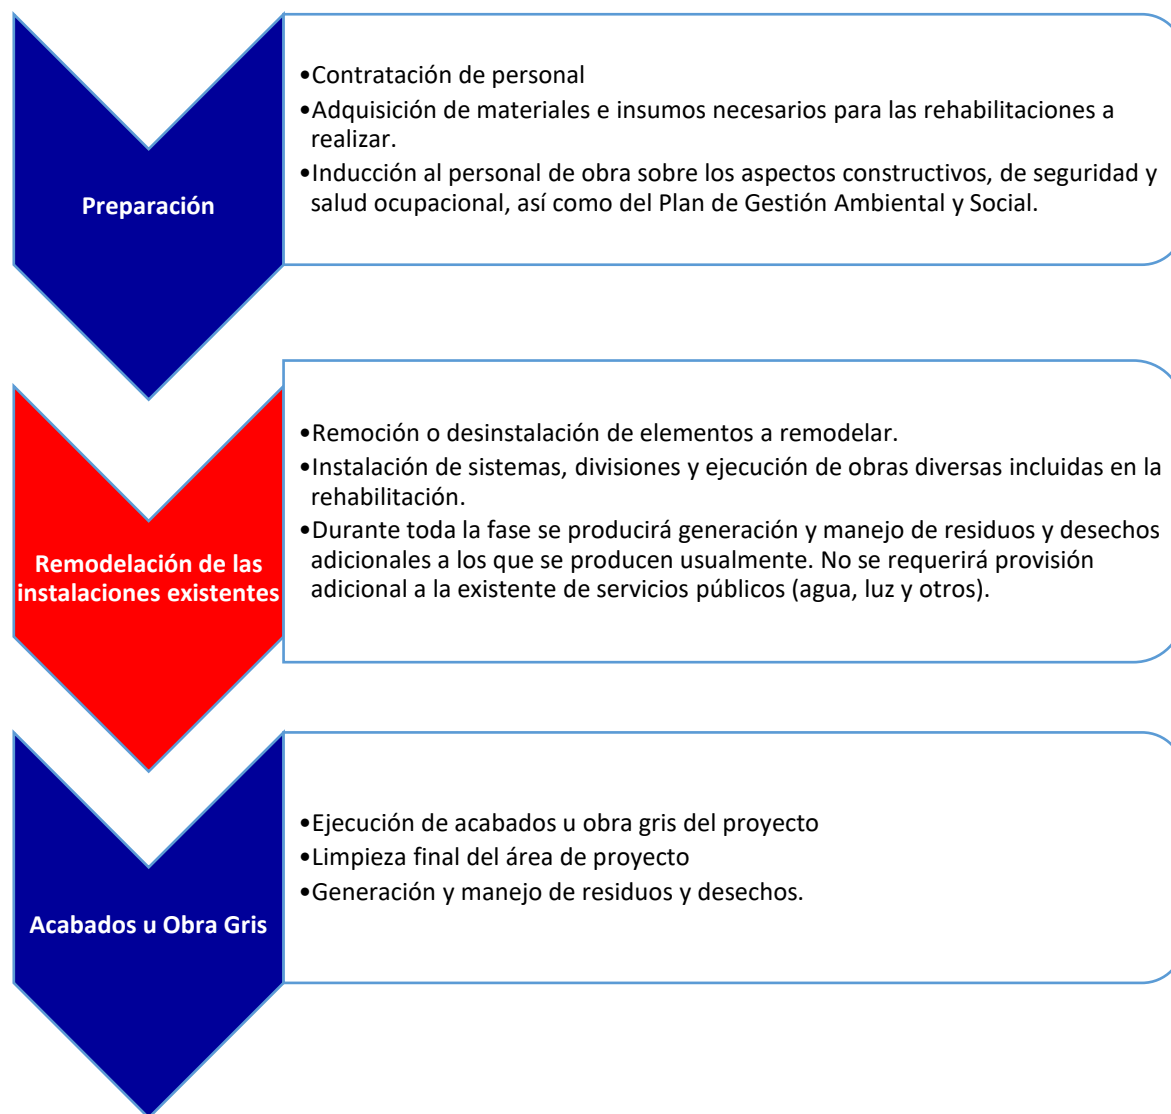 Preparación
•Contratación de personal
•Adquisición de materiales e insumos necesarios para las rehabilitaciones a
realizar.
•Inducción al personal de obra sobre los aspectos constructivos, de seguridad y
salud ocupacional, así como del Plan de Gestión Ambiental y Social.
Remodelación de las
instalaciones existentes
•Remoción o desinstalación de elementos a remodelar.
•Instalación de sistemas, divisiones y ejecución de obras diversas incluidas en la
rehabilitación.
•Durante toda la fase se producirá generación y manejo de residuos y desechos
adicionales a los que se producen usualmente. No se requerirá provisión
adicional a la existente de servicios públicos (agua, luz y otros).
Acabados u Obra Gris
•Ejecución de acabados u obra gris del proyecto
•Limpieza final del área de proyecto
•Generación y manejo de residuos y desechos.